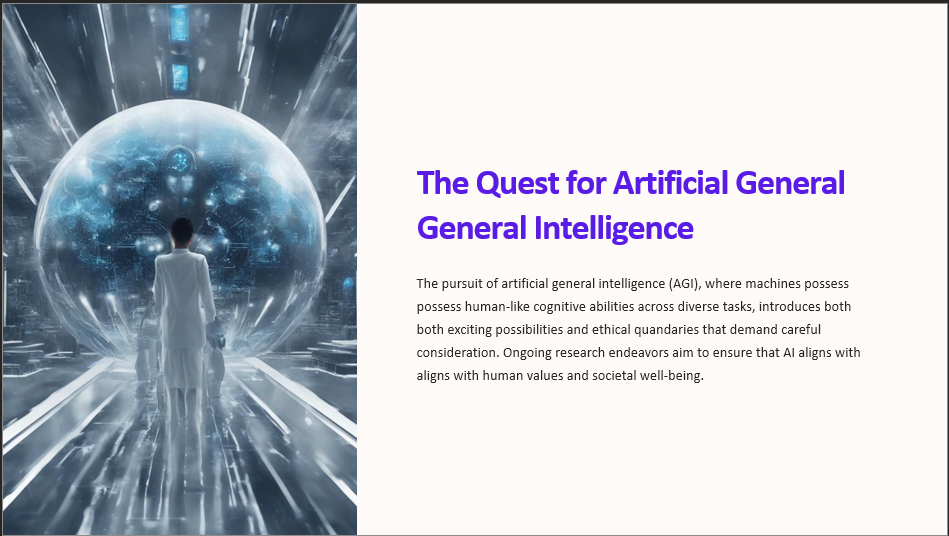 The Quest for Artificial General
General Intelligence
The pursuit of artificial general intelligence (AGI), where machines possess
possess human-like cognitive abilities across diverse tasks, introduces both
both exciting possibilities and ethical quandaries that demand careful
consideration. Ongoing research endeavors aim to ensure that AI aligns with
aligns with human values and societal well-being.